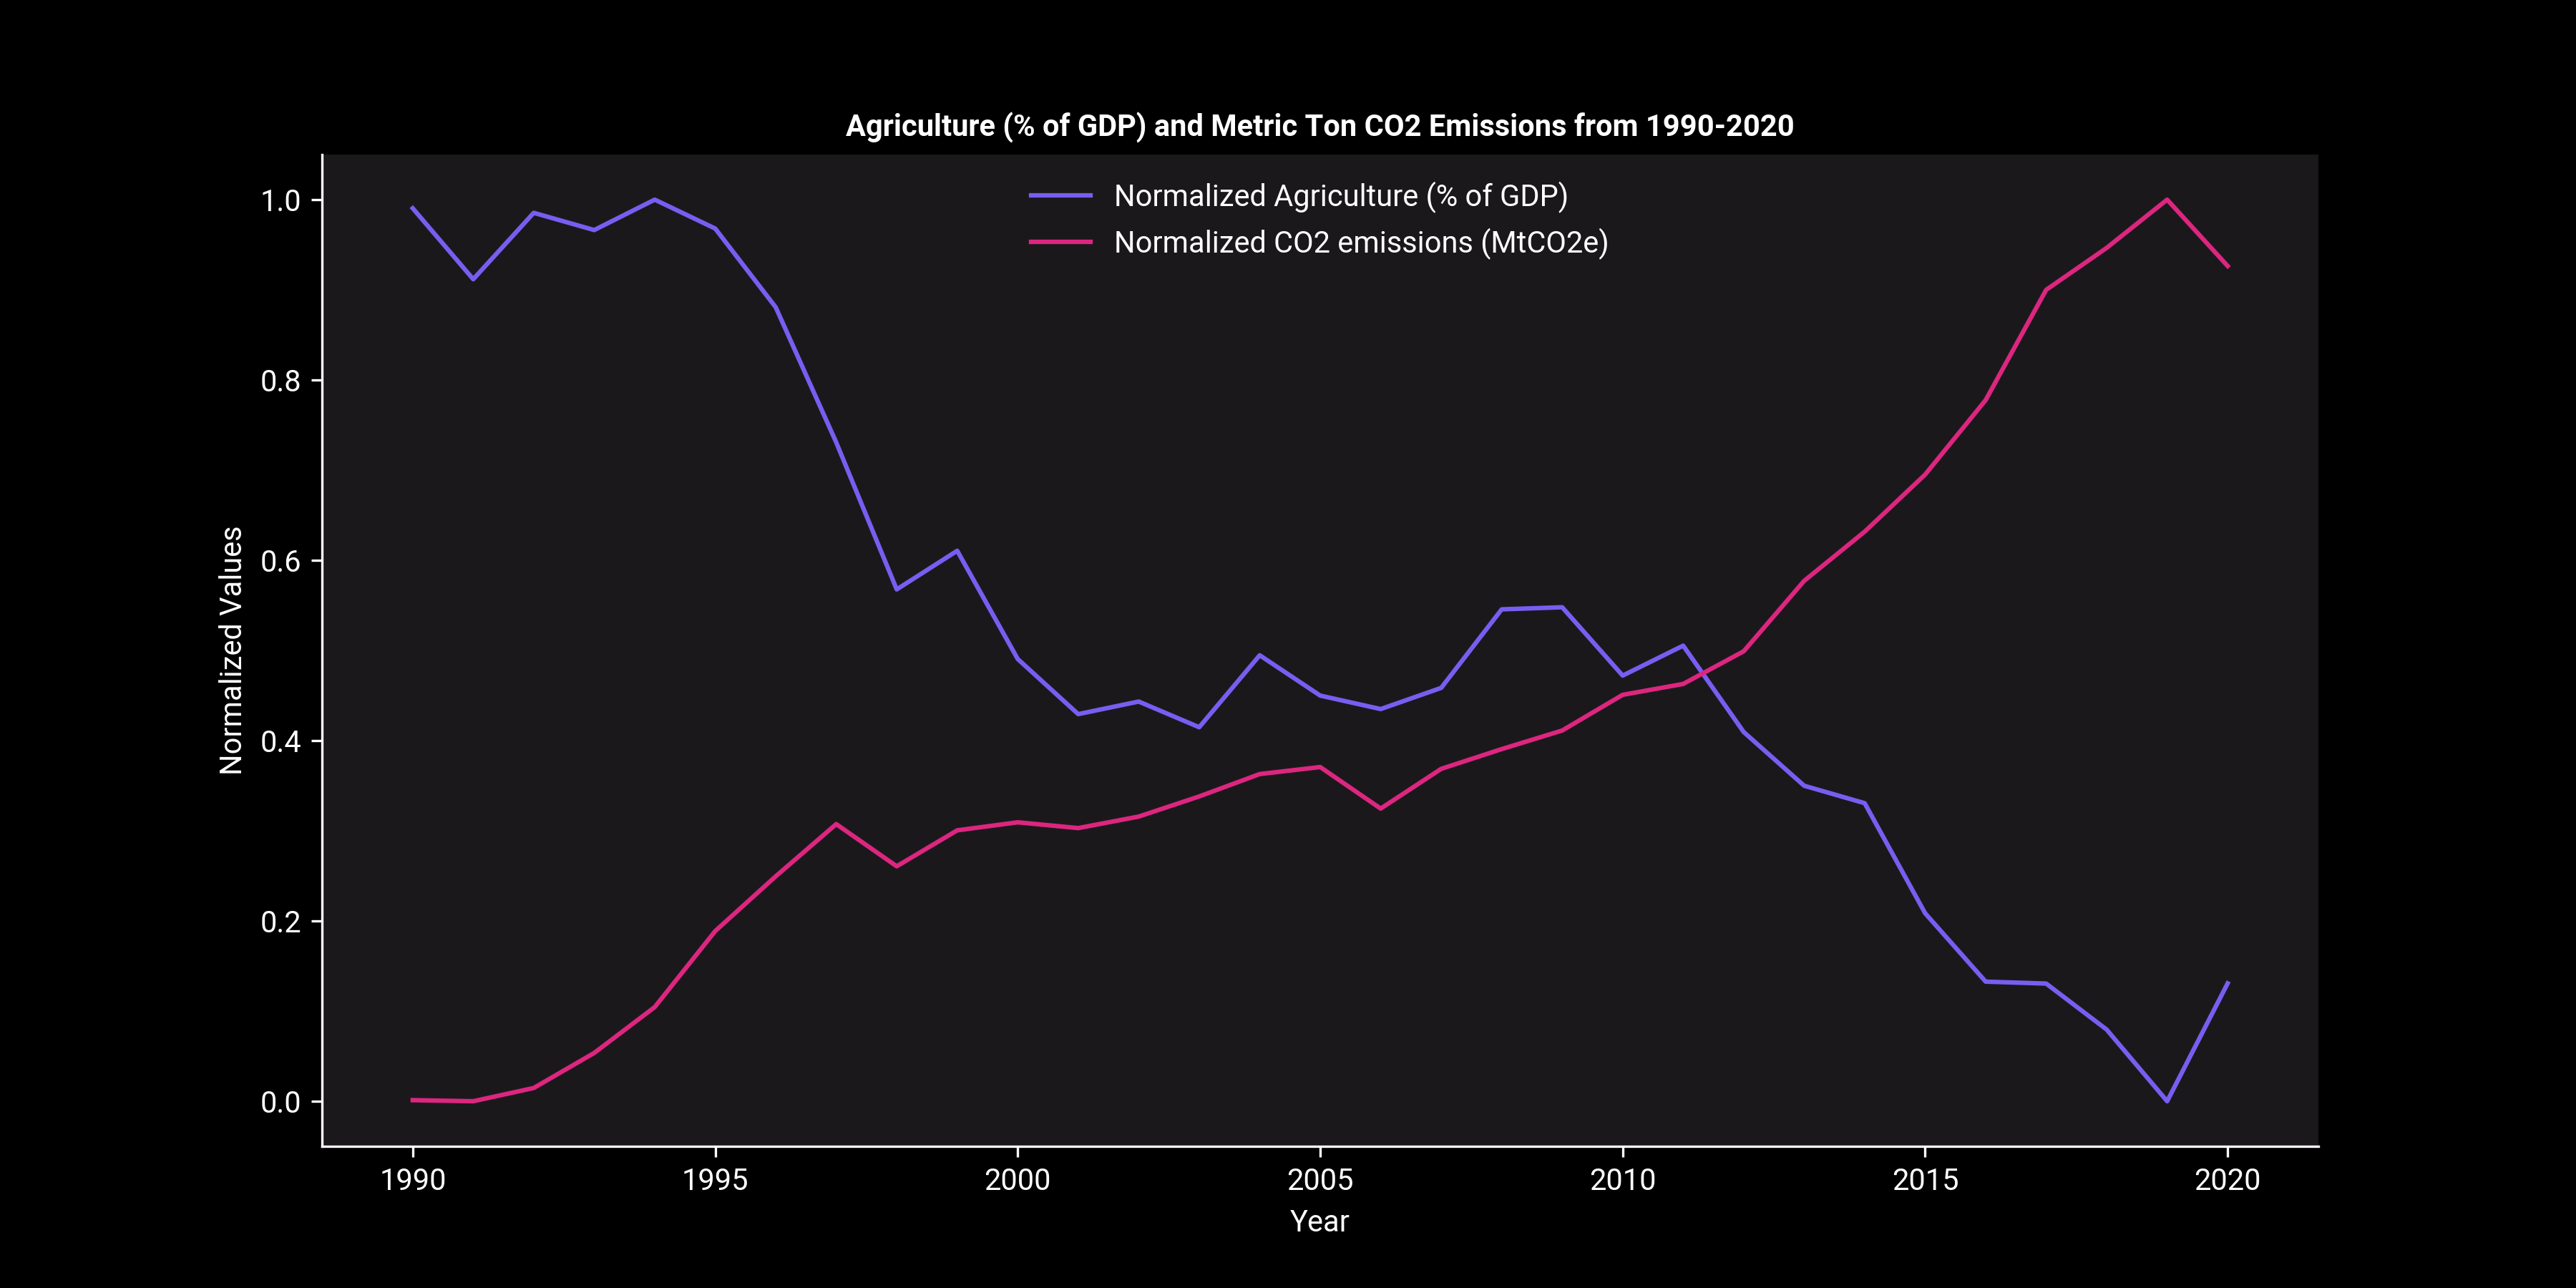 Agriculture (% of GDP) and Metric Ton CO2 Emissions from 1990-2020
Normalized Agriculture (% of GDP)
Normalized CO2 emissions (MtCO2e)
Normalized Values
1.0
0.8
0.6
0.4
0.2
0.0
1990 1995 2000 2005 2010 2015 2020
Year